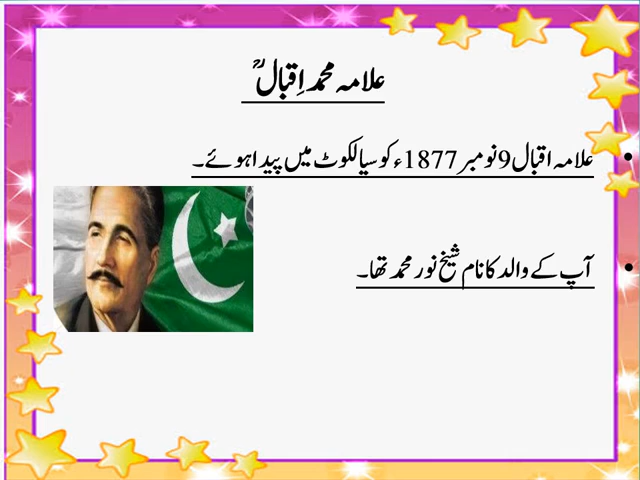 علامہ محمد اِقبالؒ
علامہ اقبال 9 نومبر 1877ء کو سیالکوٹ میں پیدا ہوئے۔
آپ کے والد کا نام شیخ نور محمد تھا۔